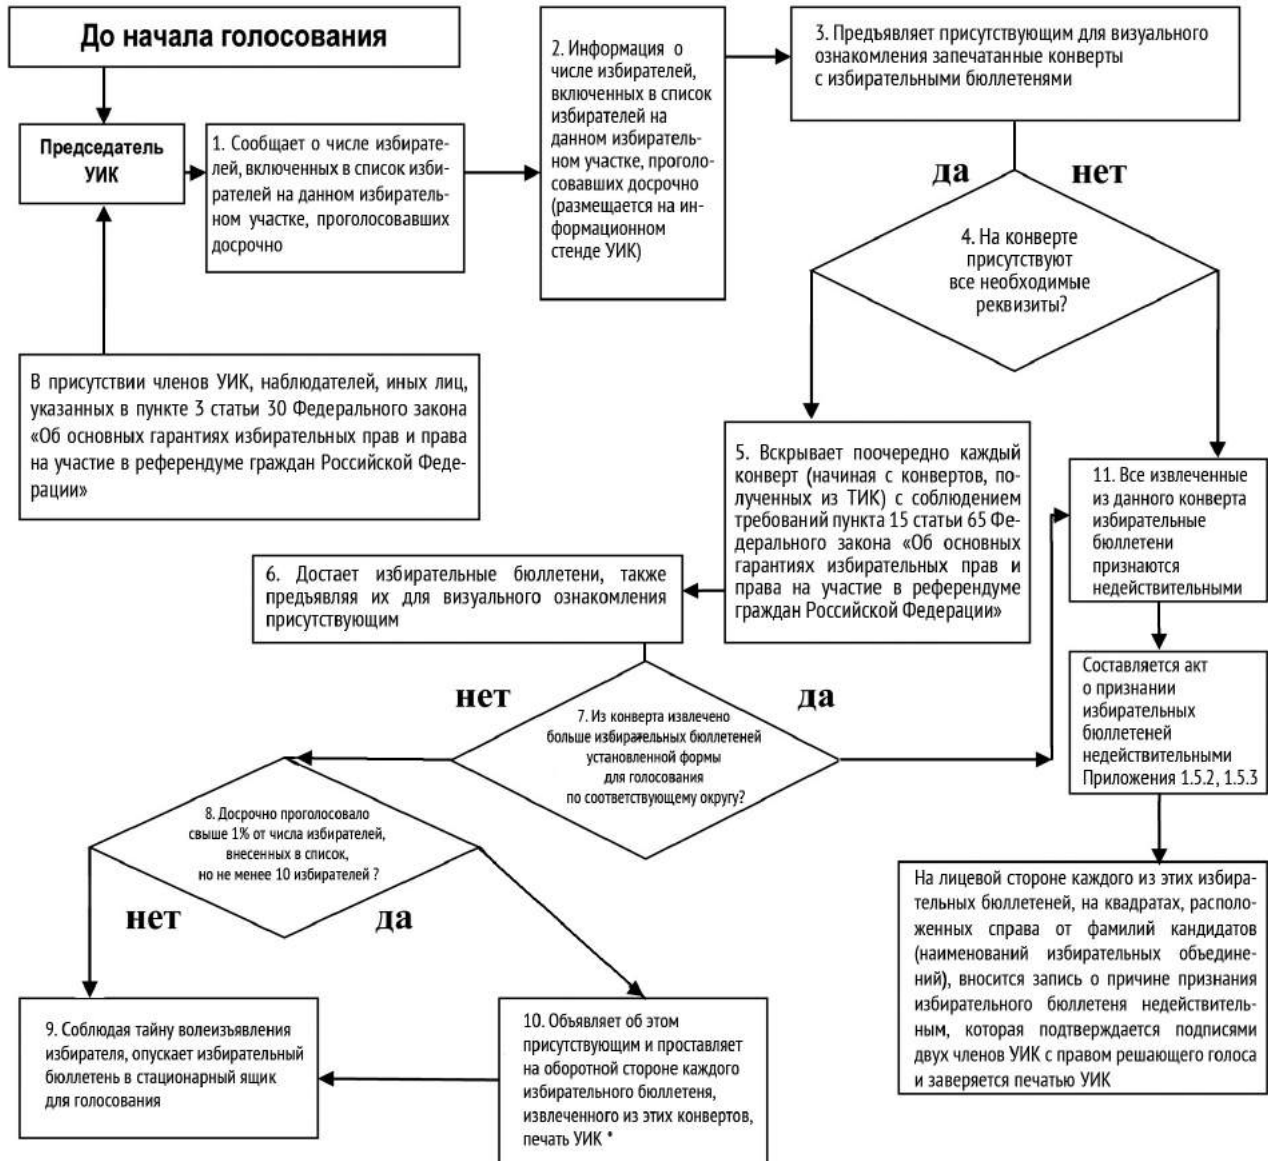 До начала голосования
Председатель
УИК
1. Сообщает о числе избирате-
лей, включенных в список изби-
рателей на данном избиратель-
ном участке, проголосовавших
досрочно
2. Информация о
числе избирателей,
включенных в список
избирателей на
данном избиратель-
ном участке, проголо-
совавших досрочно
(размещается на ин-
формационном
стенде УИК)
3. Предъявляет присутствующим для визуального
ознакомления запечатанные конверты
с избирательными бюллетенями
да
нет
4. На конверте
присутствуют
все необходимые
реквизиты?
В присутствии членов УИК, наблюдателей, иных лиц,
указанных в пункте 3 статьи 30 Федерального закона
«Об основных гарантиях избирательных прав и права
на участие в референдуме граждан Российской Феде-
рации»
5. Вскрывает поочередно каждый
конверт (начиная с конвертов, по-
лученных из ТИК) с соблюдением
требований пункта 15 статьи 65 Фе-
дерального закона «Об основных
гарантиях избирательных прав и
права на участие в референдуме
граждан Российской Федерации»
6. Достает избирательные бюллетени, также
предъявляя их для визуального ознакомления
присутствующим
нет
да
7. Из конверта извлечено
больше избирательных бюллетеней
установленной формы
для голосования
по соответствующему округу?
8. Досрочно проголосовало
свыше 1% от числа избирателей,
внесенных в список,
но не менее 10 избирателей ?
нет
да
9. Соблюдая тайну волеизъявления
избирателя, опускает избирательный
бюллетень в стационарный ящик
для голосования
10. Объявляет об этом
присутствующим и проставляет
на оборотной стороне каждого
избирательного бюллетеня,
извлеченного из этих конвертов,
печать УИК *
11. Все извлеченные
из данного конверта
избирательные
бюллетени
признаются
недействительными
Составляется акт
о признании
избирательных
бюллетеней
недействительными
Приложения 1.5.2, 1.5.3
На лицевой стороне каждого из этих избира-
тельных бюллетеней, на квадратах, располо-
женных справа от фамилий кандидатов
(наименований избирательных объедине-
ний), вносится запись о причине признания
избирательного бюллетеня недействитель-
ным, которая подтверждается подписями
двух членов УИК с правом решающего голоса
и заверяется печатью УИК